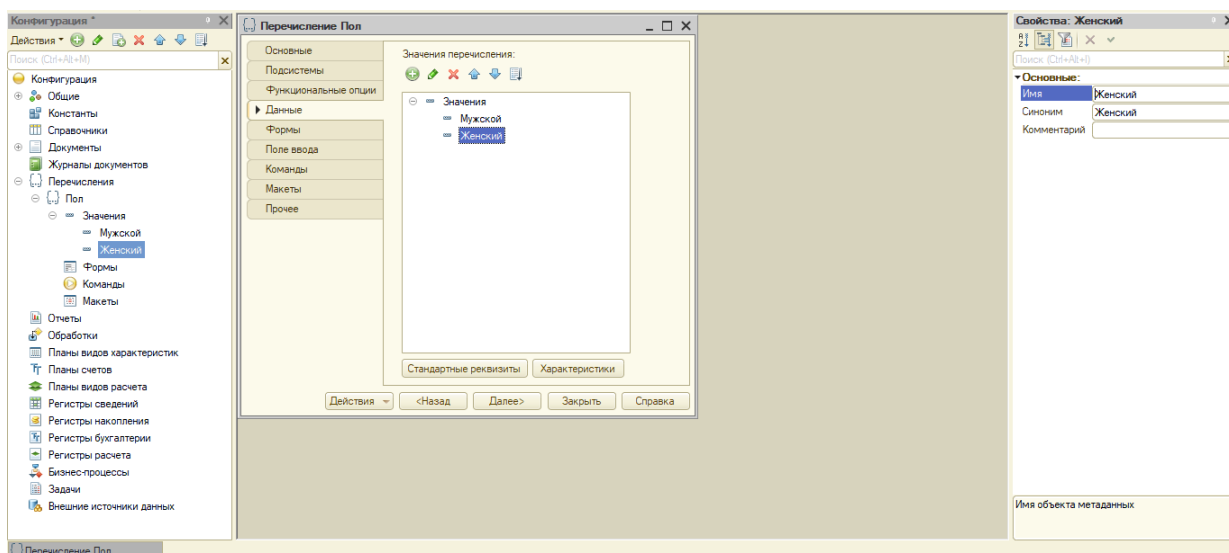 Конфигурация *
Действия
Поиск (Ctrl+Alt+M)
Конфигурация
Общие
Константы
Справочники
Документы
Журналы документов
Перечисления
Пол
Значения
Мужской
Женский
Формы
Команды
Макеты
Отчеты
Обработки
Планы видов характеристик
Планы счетов
Планы видов расчета
Регистры сведений
Регистры накопления
Регистры бухгалтерии
Регистры расчета
Бизнес-процессы
Задачи
Внешние источники данных
Перечисление Пол
Перечисление Пол
Основные
Подсистемы
Функциональные опции
Данные
Формы
Поле ввода
Команды
Макеты
Прочее
Значения перечисления:
Значения
Мужской
Женский
Стандартные реквизиты
Характеристики
Действия
<Назад
Далее>
Закрыть
Справка
Свойства: Женский
Поиск (Ctrl+Alt+I)
Основные:
Имя Женский
Синоним Женский
Комментарий
Имя объекта метаданных